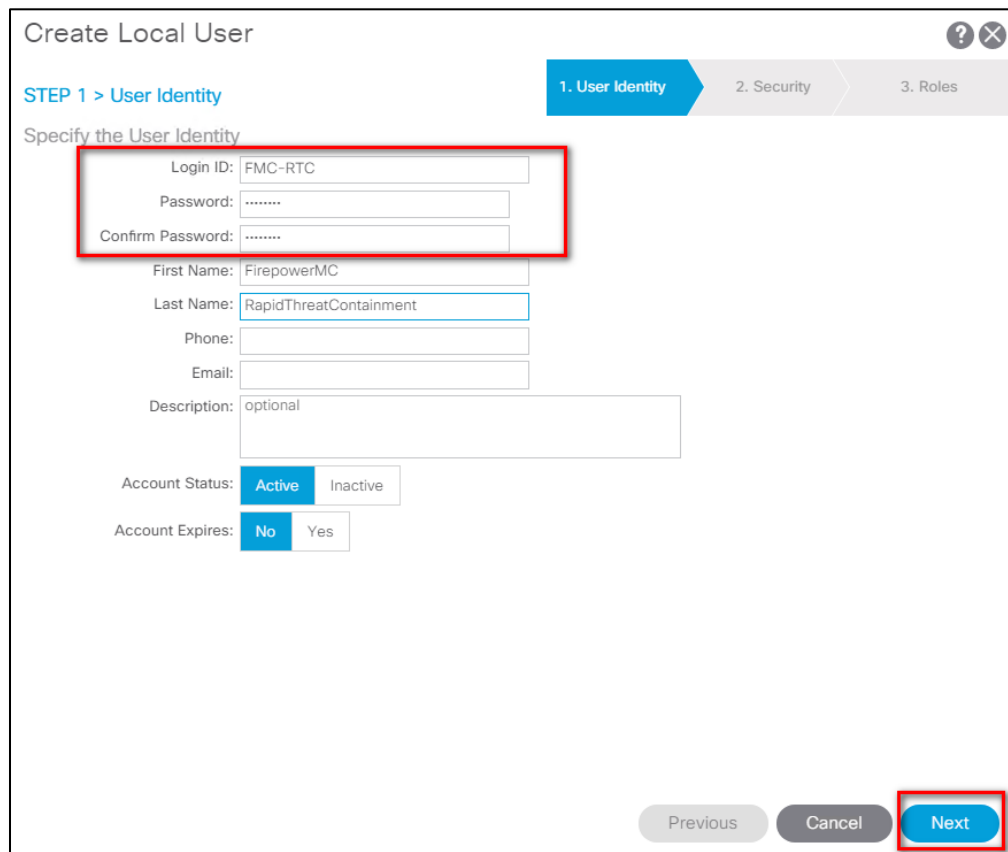 Create Local User
?
STEP 1 > User Identity
1. User Identity
2. Security
3. Roles
Specify the User Identity
Login ID: FMC-RTC
Password: ········
Confirm Password: ········
First Name: FirepowerMC
Last Name: RapidThreatContainment
Phone:
Email:
Description: optional
Account Status: Active Inactive
Account Expires: No Yes
Previous Cancel Next